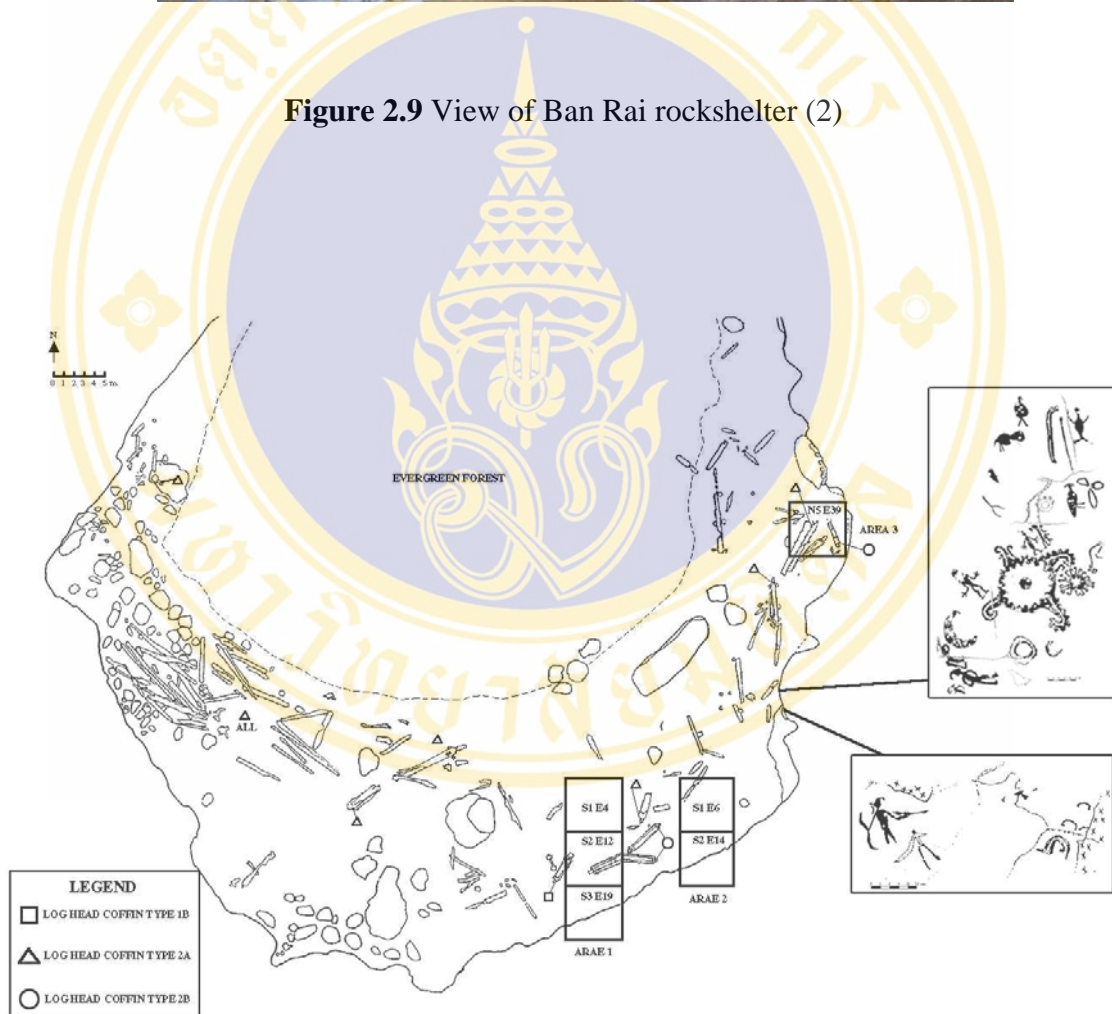 Figure 2.9 View of Ban Rai rockshelter (2)
N
0 1 2 3 4 5 m.
EVERGREEN FOREST
N5 E39
AREA 3
ALL
S1 E4
S1 E6
S2 E12
S2 E14
S3 E19
ARAE 2
ARAE 1
LEGEND
LOG HEAD COFFIN TYPE 1B
LOG HEAD COFFIN TYPE 2A
LOG HEAD COFFIN TYPE 2B